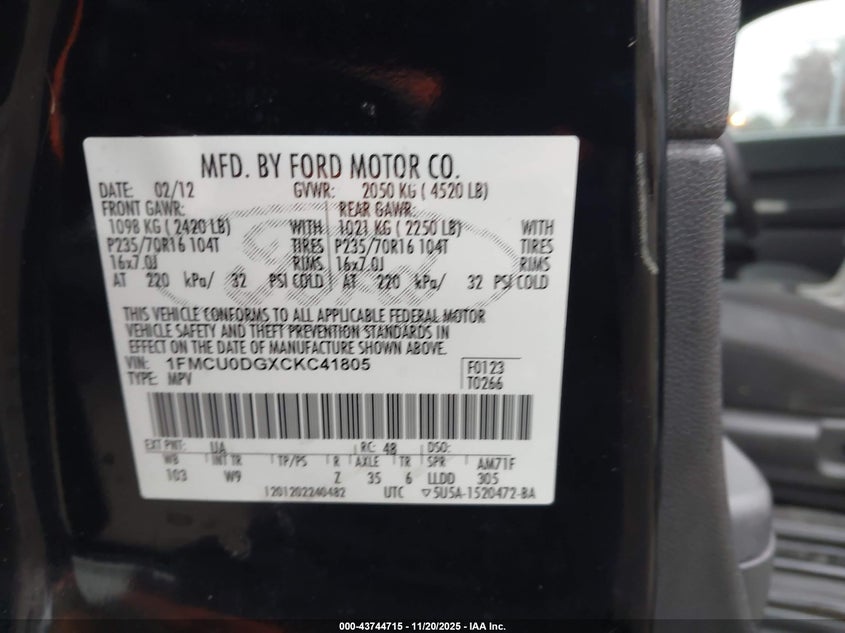 MFD. BY FORD MOTOR CO.
DATE: 02/12 GVWR: 2050 KG ( 4520 LB)
FRONT GAWR: REAR GAWR:
1098 KG ( 2420 LB) WITH 1021 KG ( 2250 LB) WITH
P235/70R16 104T TIRES P235/70R16 104T TIRES
16x7.0J RIMS 16x7.0J RIMS
AT 220 kPa/ 32 PSI COLD AT 220 kPa/ 32 PSI COLD
THIS VEHICLE CONFORMS TO ALL APPLICABLE FEDERAL MOTOR
VEHICLE SAFETY AND THEFT PREVENTION STANDARDS IN
EFFECT ON THE DATE OF MANUFACTURE SHOWN ABOVE.
VIN: 1FMCU0DGXCKC41805 F0123
TYPE: MPV T0266
EXT PNT: UA RC: 48 DSO:
WB INT TR TP/PS R AXLE TR SPR AM71F
103 W9 Z 35 6 LLDD 305
1201202240482 UTC 5U5A-1520472-BA
000-43744715 - 11/20/2025 - IAA Inc.